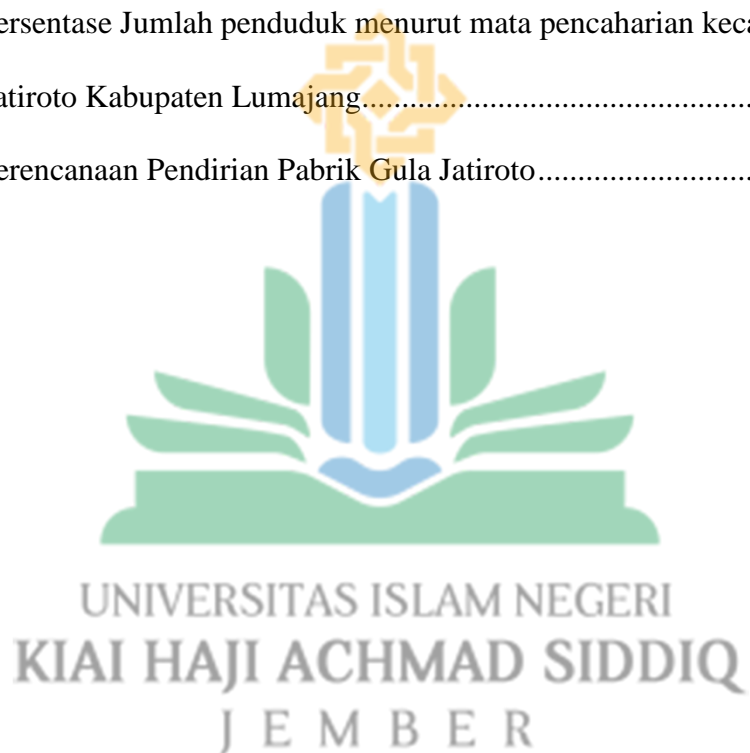 ersentase Jumlah penduduk menurut mata pencaharian keca
atiroto Kabupaten Lumajang..................................................
erencanaan Pendirian Pabrik Gula Jatiroto...........................
UNIVERSITAS ISLAM NEGERI
KIAI HAJI ACHMAD SIDDIQ
J E M B E R